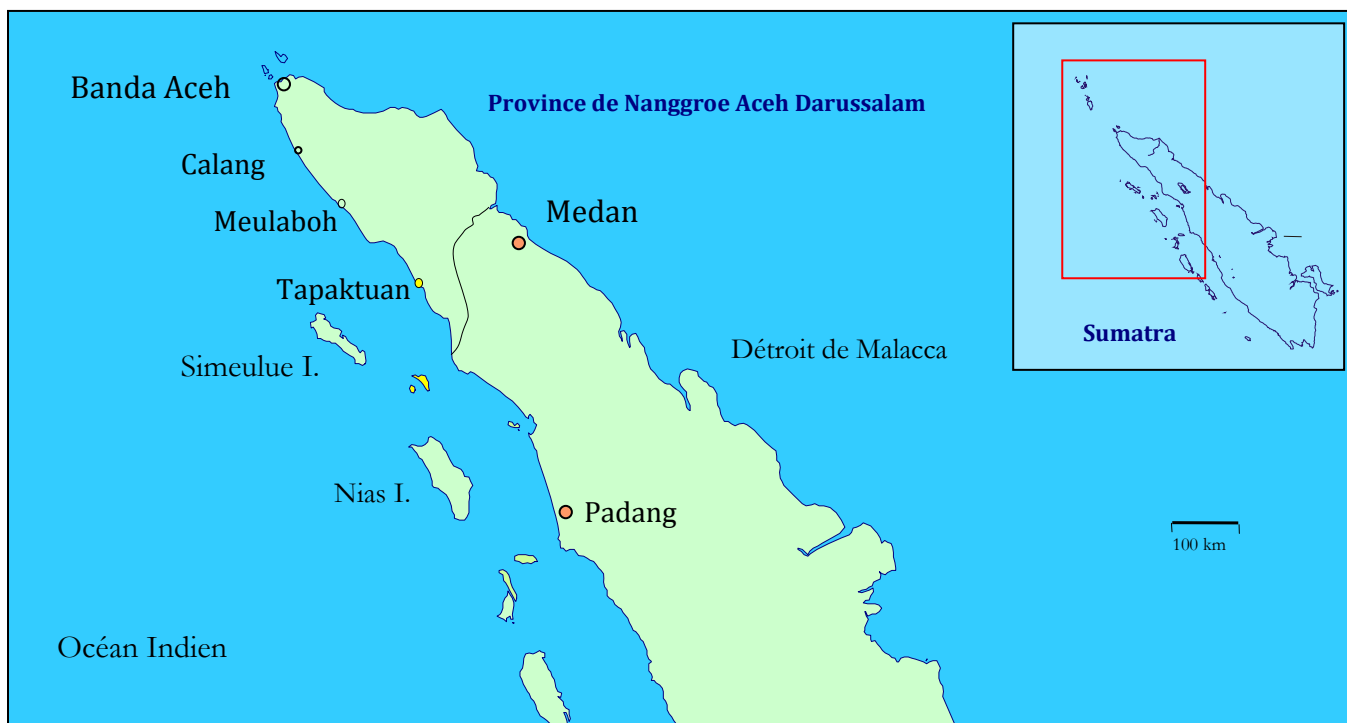 Banda Aceh
Province de Nanggroe Aceh Darussalam
Calang
Meulaboh
Medan
Tapaktuan
Sumatra
Simeulue I.
Détroit de Malacca
Nias I.
Padang
100 km
Océan Indien